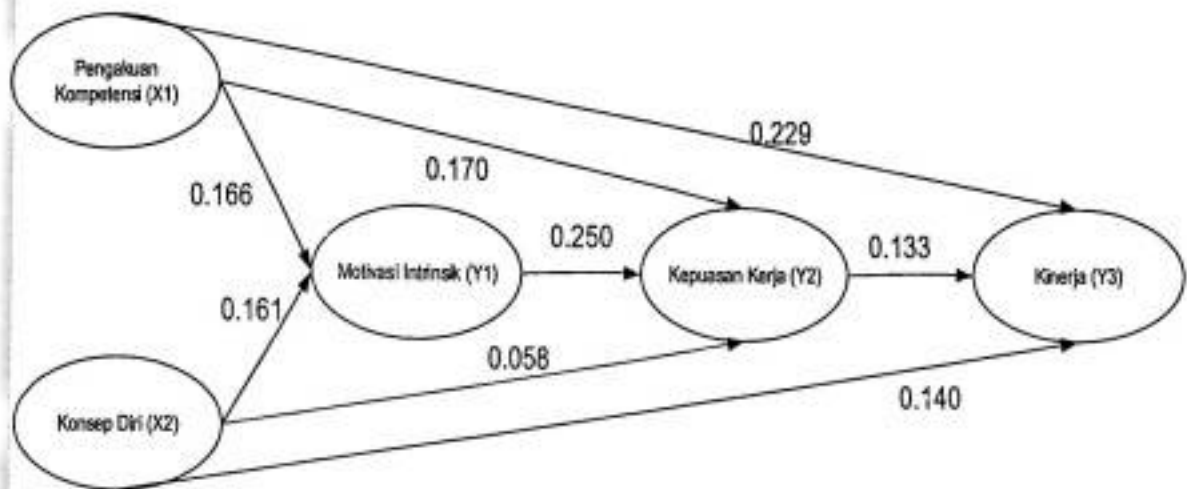 Pengakuan
Kompetensi (X1)
0.229
0.170
0.166
Motivasi Intrinsik (Y1)
0.250
Kepuasan Kerja (Y2)
0.133
Kinerja (Y3)
0.161
0.058
0.140
Konsep Diri (X2)